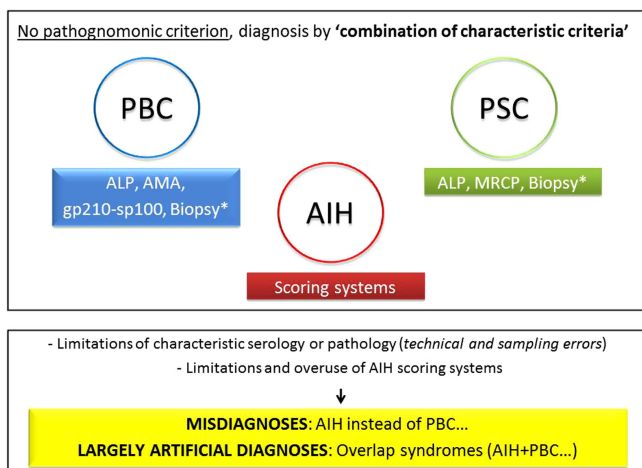 No pathognomonic criterion, diagnosis by ‘combination of characteristic criteria’
PBC
PSC
ALP, AMA,
gp210-sp100, Biopsy*
ALP, MRCP, Biopsy*
AIH
Scoring systems
- Limitations of characteristic serology or pathology (technical and sampling errors)
- Limitations and overuse of AIH scoring systems
MISDIAGNOSES: AIH instead of PBC...
LARGELY ARTIFICIAL DIAGNOSES: Overlap syndromes (AIH+PBC...)